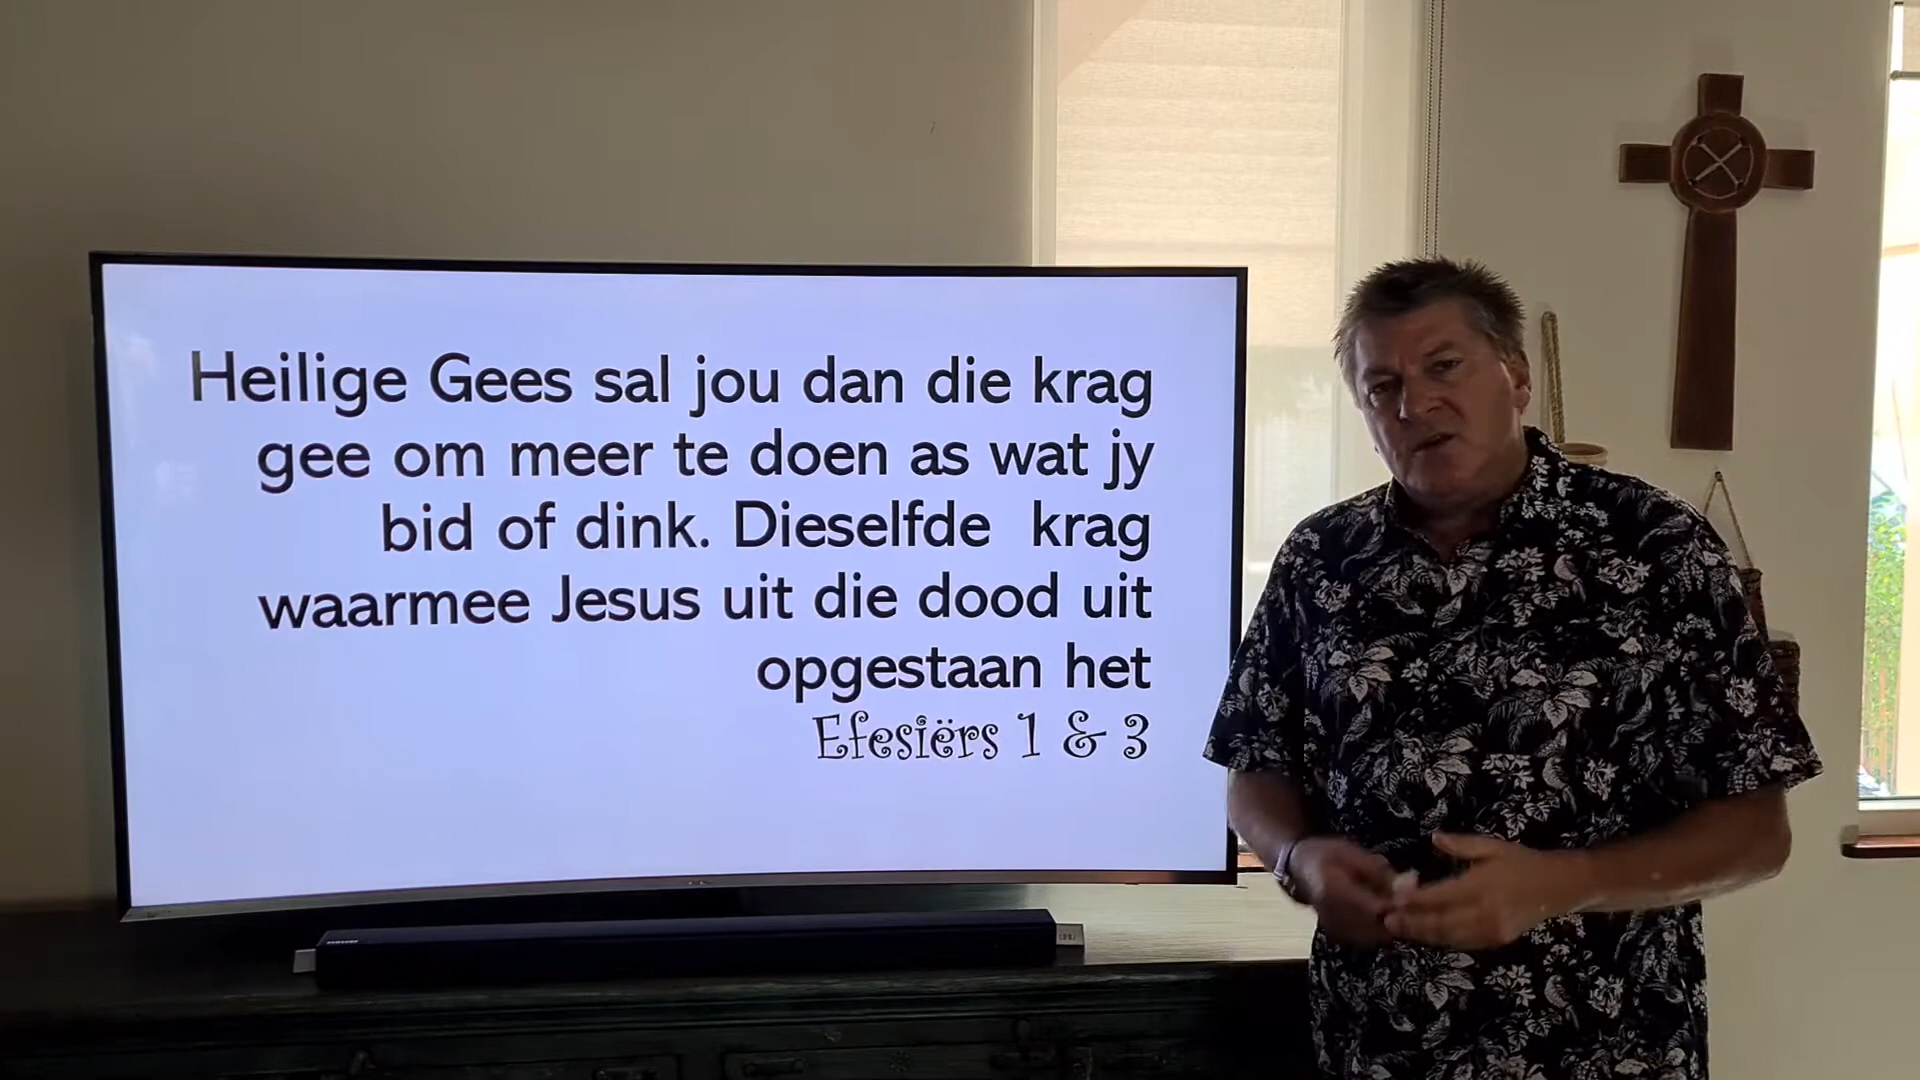 Heilige Gees sal jou dan die krag
gee om meer te doen as wat jy
bid of dink. Dieselfde krag
waarmee Jesus uit die dood uit
opgestaan het
Efesiërs 1 & 3
SAMSUNG